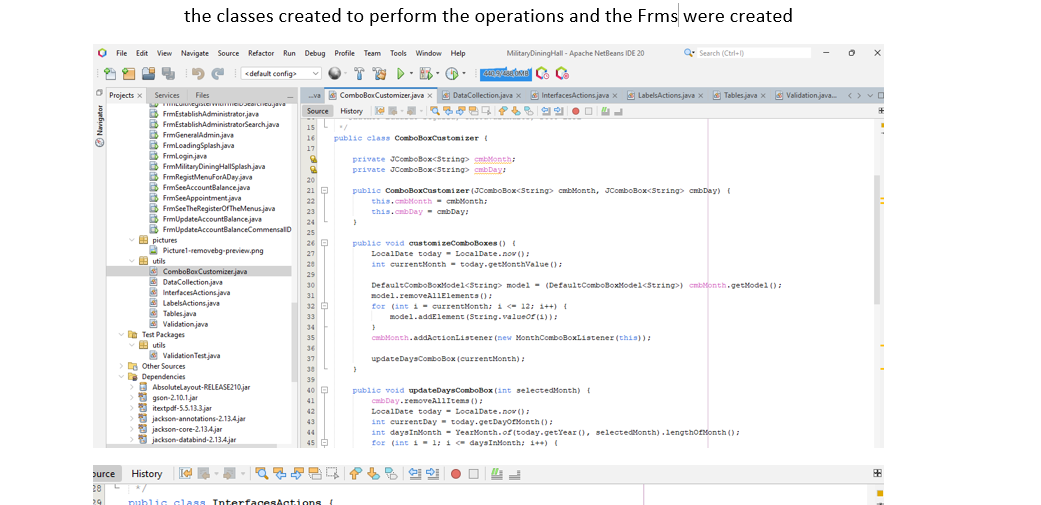 the classes created to perform the operations and the Frms were created
File Edit View Navigate Source Refactor Run Debug Profile Team Tools Window Help MilitaryDiningHall - Apache NetBeans IDE 20 Search (Ctrl+I)
<default config>
Projects Services Files
...va ComboBoxCustomizer.java DataCollection.java InterfacesActions.java LabelsActions.java Tables.java Validation.java...
Source History
Navigator
FrmEstablishAdministrator.java
FrmEstablishAdministratorSearch.java
FrmGeneralAdmin.java
FrmLoadingSplash.java
FrmLogin.java
FrmMilitaryDiningHallSplash.java
FrmRegistMenuForADay.java
FrmSeeAccountBalance.java
FrmSeeAppointment.java
FrmSeeTheRegisterOfTheMenus.java
FrmUpdateAccountBalance.java
FrmUpdateAccountBalanceCommensalID
pictures
Picture1-removebg-preview.png
utils
ComboBoxCustomizer.java
DataCollection.java
InterfacesActions.java
LabelsActions.java
Tables.java
Validation.java
Test Packages
utils
ValidationTest.java
Other Sources
Dependencies
AbsoluteLayout-RELEASE210.jar
gson-2.10.1.jar
itextpdf-5.5.13.3.jar
jackson-annotations-2.13.4.jar
jackson-core-2.13.4.jar
jackson-databind-2.13.4.jar
15 */
16 public class ComboBoxCustomizer {
17
private JComboBox<String> cmbMonth;
private JComboBox<String> cmbDay;
20
21 public ComboBoxCustomizer(JComboBox<String> cmbMonth, JComboBox<String> cmbDay) {
22 this.cmbMonth = cmbMonth;
23 this.cmbDay = cmbDay;
24 }
25
26 public void customizeComboBoxes() {
27 LocalDate today = LocalDate.now();
28 int currentMonth = today.getMonthValue();
29
30 DefaultComboBoxModel<String> model = (DefaultComboBoxModel<String>) cmbMonth.getModel();
31 model.removeAllElements();
32 for (int i = currentMonth; i <= 12; i++) {
33 model.addElement(String.valueOf(i));
34 }
35 cmbMonth.addActionListener(new MonthComboBoxListener(this));
36
37 updateDaysComboBox(currentMonth);
38 }
39
40 public void updateDaysComboBox(int selectedMonth) {
41 cmbDay.removeAllItems();
42 LocalDate today = LocalDate.now();
43 int currentDay = today.getDayOfMonth();
44 int daysInMonth = YearMonth.of(today.getYear(), selectedMonth).lengthOfMonth();
45 for (int i = 1; i <= daysInMonth; i++) {
urce History
28 */
29 public class InterfacesActions {